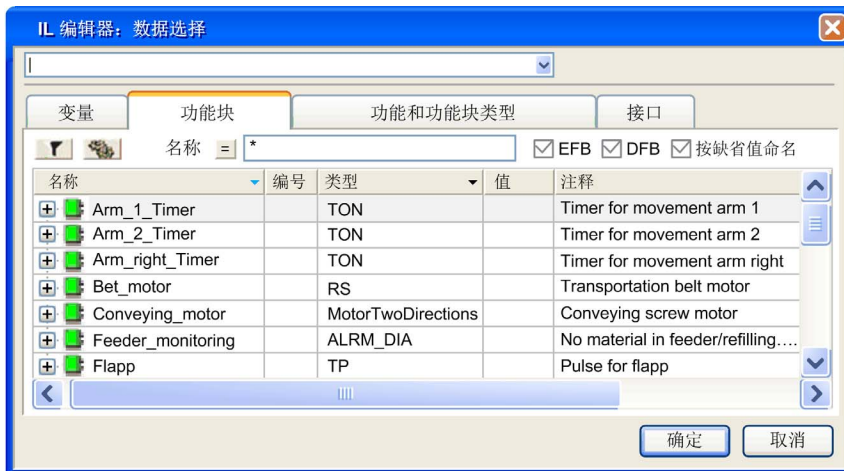 IL 编辑器：数据选择
变量 功能块 功能和功能块类型 接口
名称 = * EFB DFB 按缺省值命名
名称 编号 类型 值 注释
Arm_1_Timer TON Timer for movement arm 1
Arm_2_Timer TON Timer for movement arm 2
Arm_right_Timer TON Timer for movement arm right
Bet_motor RS Transportation belt motor
Conveying_motor MotorTwoDirections Conveying screw motor
Feeder_monitoring ALRM_DIA No material in feeder/refilling....
Flapp TP Pulse for flapp
确定 取消